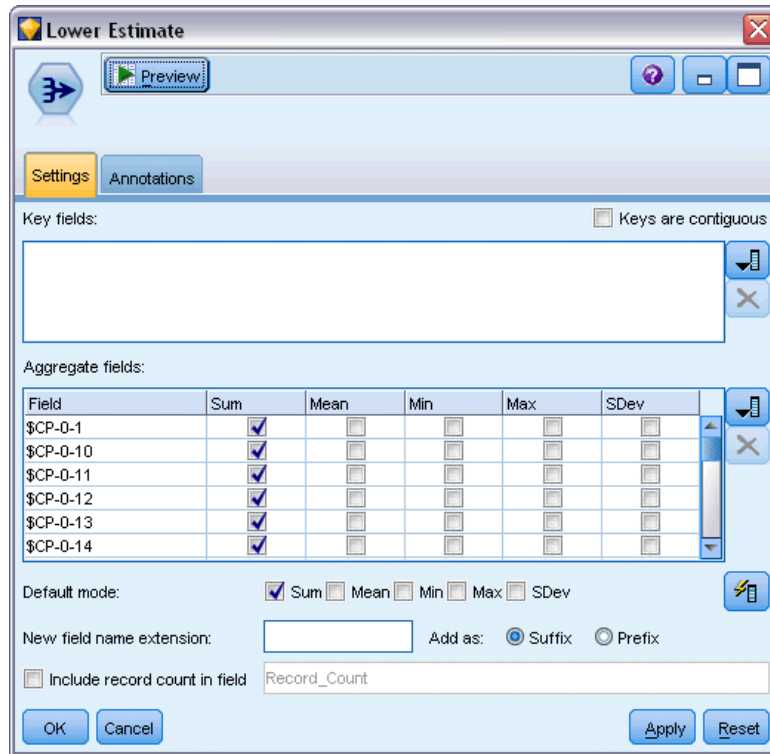 Lower Estimate
Preview
?
Settings Annotations
Key fields: Keys are contiguous
Aggregate fields:
Field Sum Mean Min Max SDev
$CP-0-1
$CP-0-10
$CP-0-11
$CP-0-12
$CP-0-13
$CP-0-14
Default mode: Sum Mean Min Max SDev
New field name extension: Add as: Suffix Prefix
Include record count in field Record_Count
OK Cancel Apply Reset